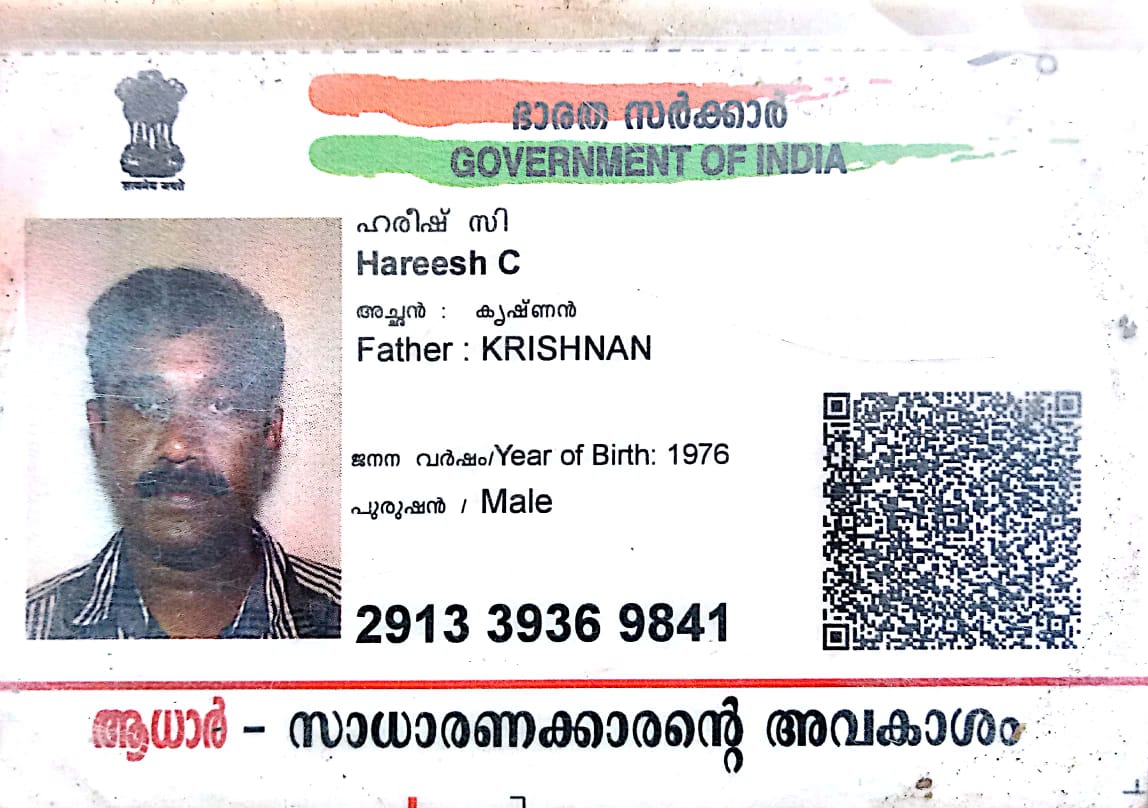 ഭാരത സർക്കാർ
GOVERNMENT OF INDIA
सत्यमेव जयते
ഹരീഷ് സി
Hareesh C
അച്ഛൻ : കൃഷ്ണൻ
Father : KRISHNAN
ജനന വർഷം/Year of Birth: 1976
പുരുഷൻ / Male
2913 3936 9841
ആധാർ - സാധാരണക്കാരന്റെ അവകാശം